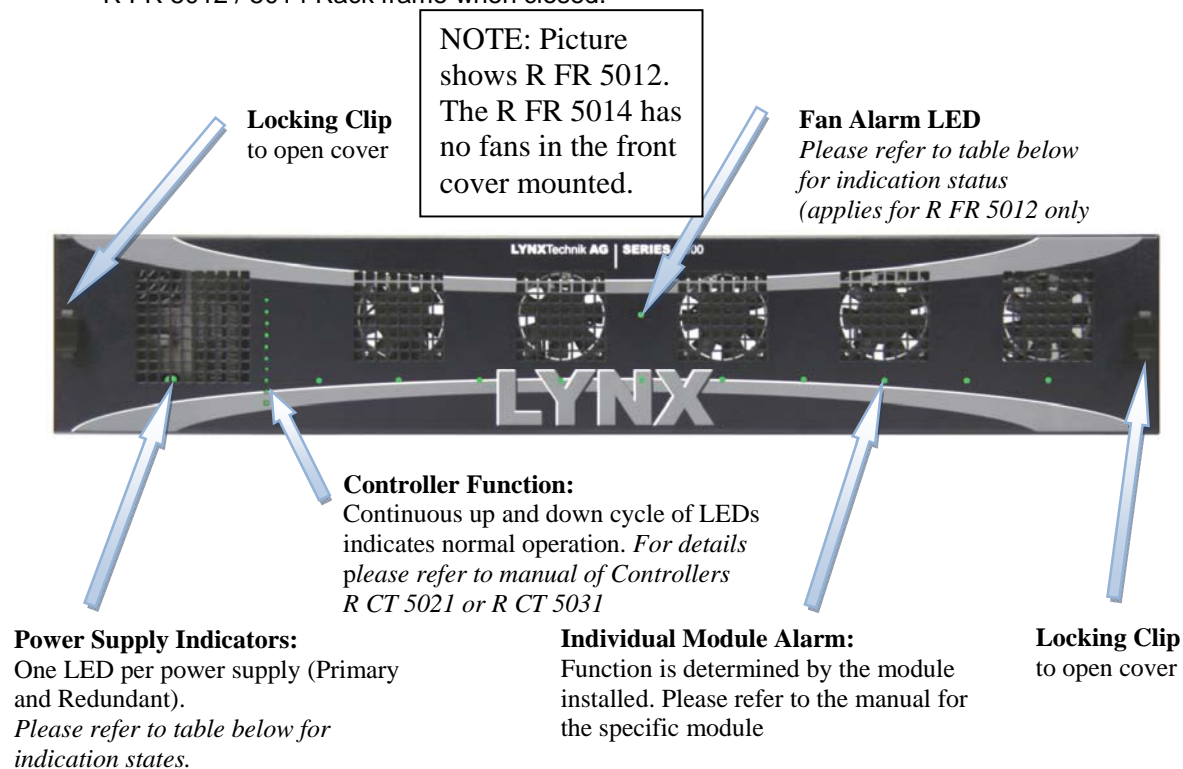 R FR 5012 / 5014 Rack frame when closed.
NOTE: Picture
shows R FR 5012.
The R FR 5014 has
no fans in the front
cover mounted.
Locking Clip
to open cover
Fan Alarm LED
Please refer to table below
for indication status
(applies for R FR 5012 only
LYNXTechnik AG | SERIES 00
LYNX
Controller Function:
Continuous up and down cycle of LEDs
indicates normal operation. For details
please refer to manual of Controllers
R CT 5021 or R CT 5031
Power Supply Indicators:
One LED per power supply (Primary
and Redundant).
Please refer to table below for
indication states.
Individual Module Alarm:
Function is determined by the module
installed. Please refer to the manual for
the specific module
Locking Clip
to open cover